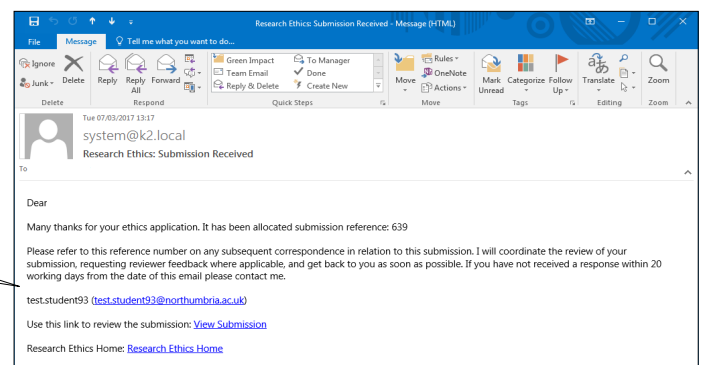 Research Ethics: Submission Received - Message (HTML)
File Message Tell me what you want to do...
Ignore
Junk
Delete
Reply
Reply All
Forward
Green Impact
Team Email
Reply & Delete
To Manager
Done
Create New
Move
Rules
OneNote
Actions
Mark Unread
Categorize
Follow Up
Translate
Zoom
Delete Respond Quick Steps Move Tags Editing Zoom
Tue 07/03/2017 13:17
system@k2.local
Research Ethics: Submission Received
To
Dear
Many thanks for your ethics application. It has been allocated submission reference: 639
Please refer to this reference number on any subsequent correspondence in relation to this submission. I will coordinate the review of your
submission, requesting reviewer feedback where applicable, and get back to you as soon as possible. If you have not received a response within 20
working days from the date of this email please contact me.
test.student93 (test.student93@northumbria.ac.uk)
Use this link to review the submission: View Submission
Research Ethics Home: Research Ethics Home